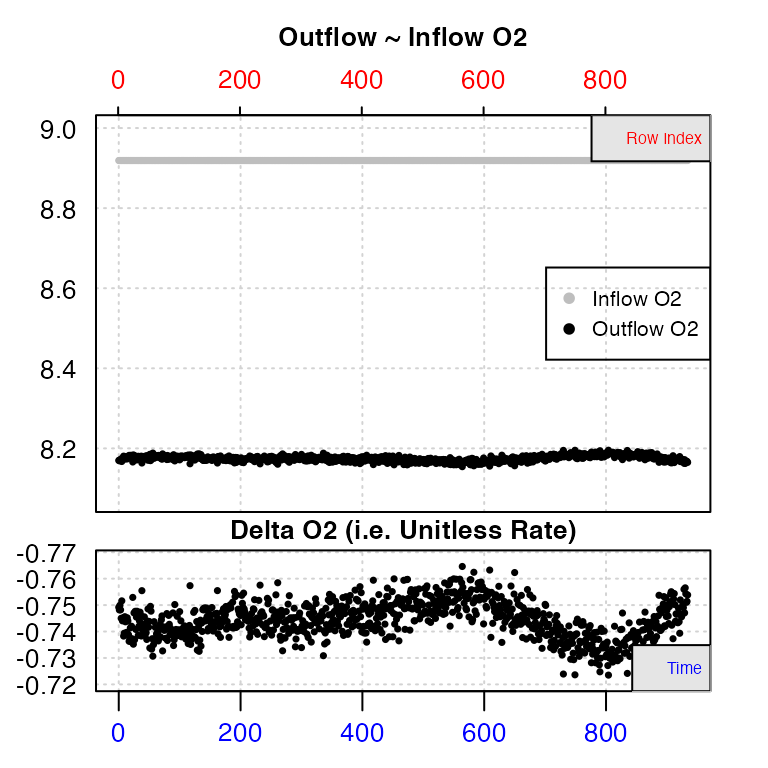 Outflow ~ Inflow O2
0 200 400 600 800
Row Index
9.0
8.8
8.6
8.4
8.2
Inflow O2
Outflow O2
Delta O2 (i.e. Unitless Rate)
-0.77
-0.76
-0.75
-0.74
-0.73
-0.72
Time
0 200 400 600 800